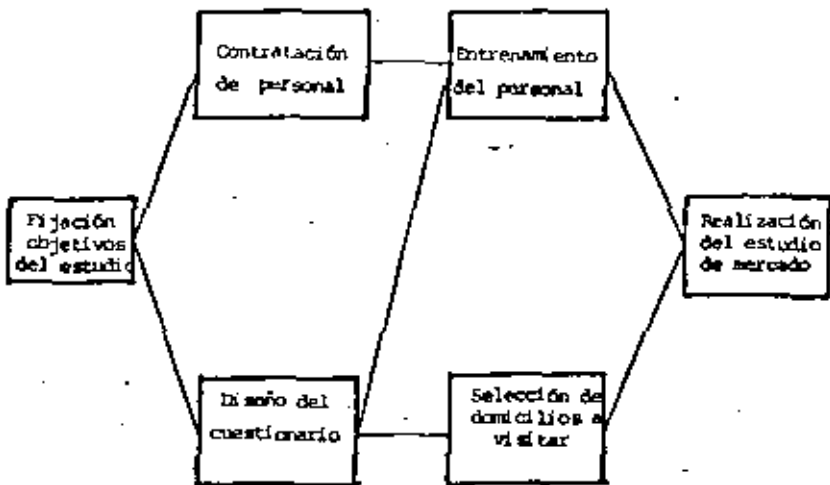 Contratación
de personal
Entrenamiento
del personal
Fijación
objetivos
del estudio
Realización
del estudio
de mercado
Diseño del
cuestionario
Selección de
domicilios a
visitar